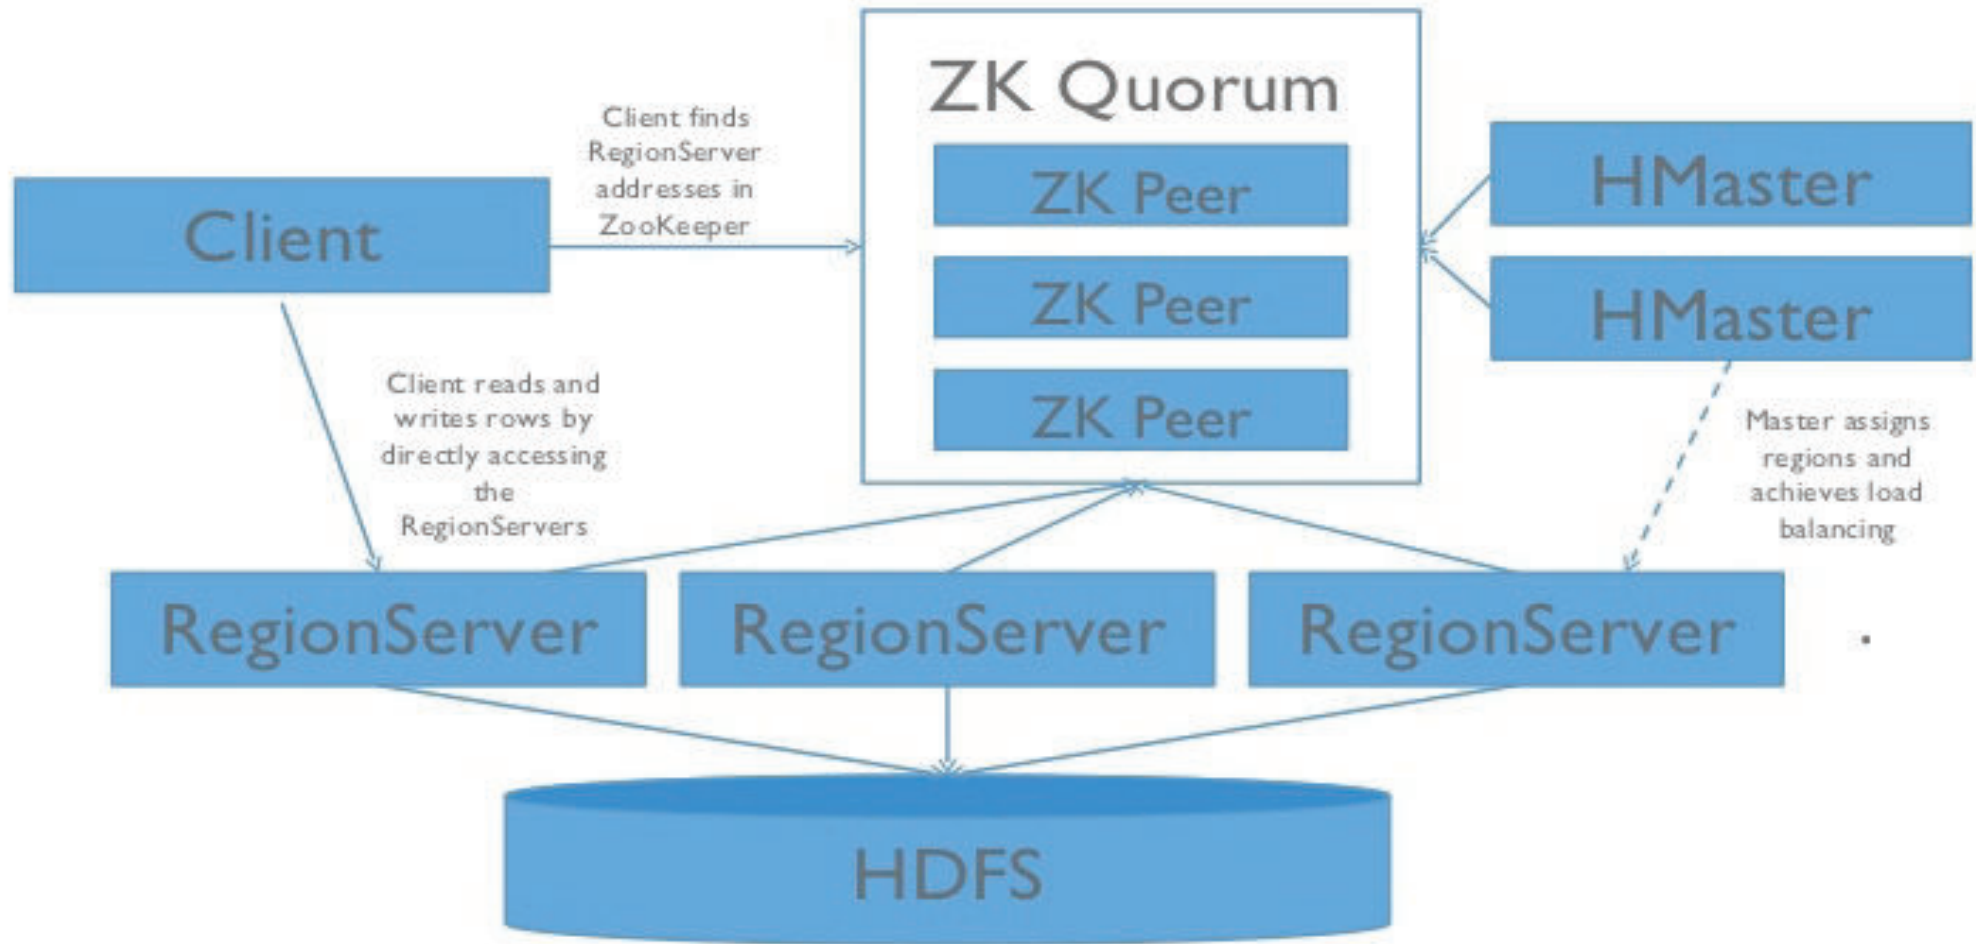 ZK Quorum
ZK Peer
ZK Peer
ZK Peer
Client finds
RegionServer
addresses in
ZooKeeper
Client
HMaster
HMaster
Client reads and
writes rows by
directly accessing
the
RegionServers
Master assigns
regions and
achieves load
balancing
RegionServer
RegionServer
RegionServer
.
HDFS